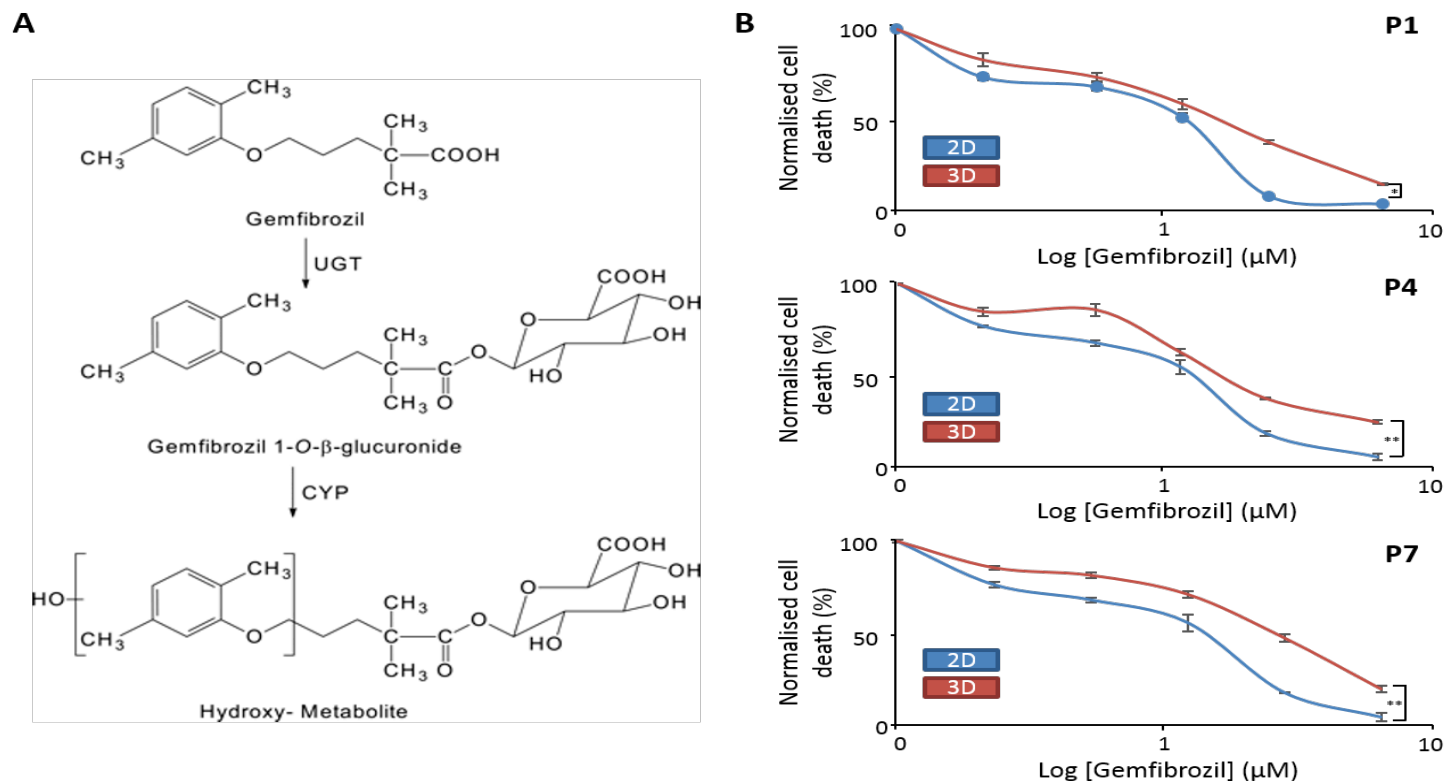 A
CH3
CH3
O
CH3
C
COOH
CH3
Gemfibrozil
UGT
CH3
CH3
O
CH3
C
CH3
C
O
O
O
COOH
OH
OH
HO
Gemfibrozil 1-O-β-glucuronide
CYP
HO
CH3
CH3
O
CH3
C
CH3
C
O
O
O
COOH
OH
OH
HO
Hydroxy- Metabolite
B
P1
Normalised cell
death (%)
100
50
0
2D
3D
*
0 1 10
Log [Gemfibrozil] (μM)
P4
Normalised cell
death (%)
100
50
0
2D
3D
**
0 1 10
Log [Gemfibrozil] (μM)
P7
Normalised cell
death (%)
100
50
0
2D
3D
**
0 1 10
Log [Gemfibrozil] (μM)